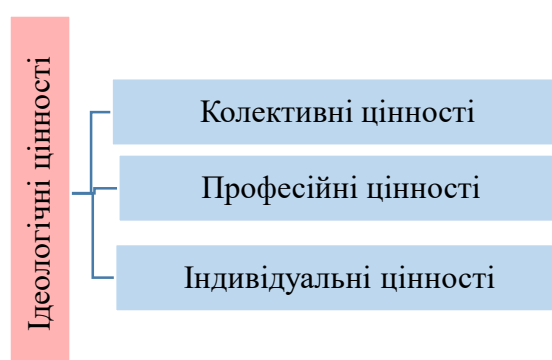 Ідеологічні цінності
Колективні цінності
Професійні цінності
Індивідуальні цінності